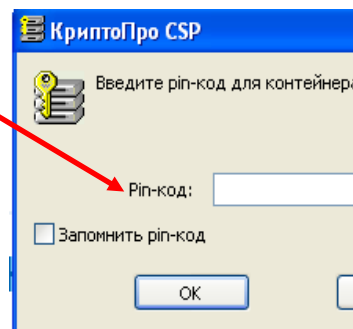 КриптоПро CSP
Введите pin-код для контейнера
Pin-код:
Запомнить pin-код
OK